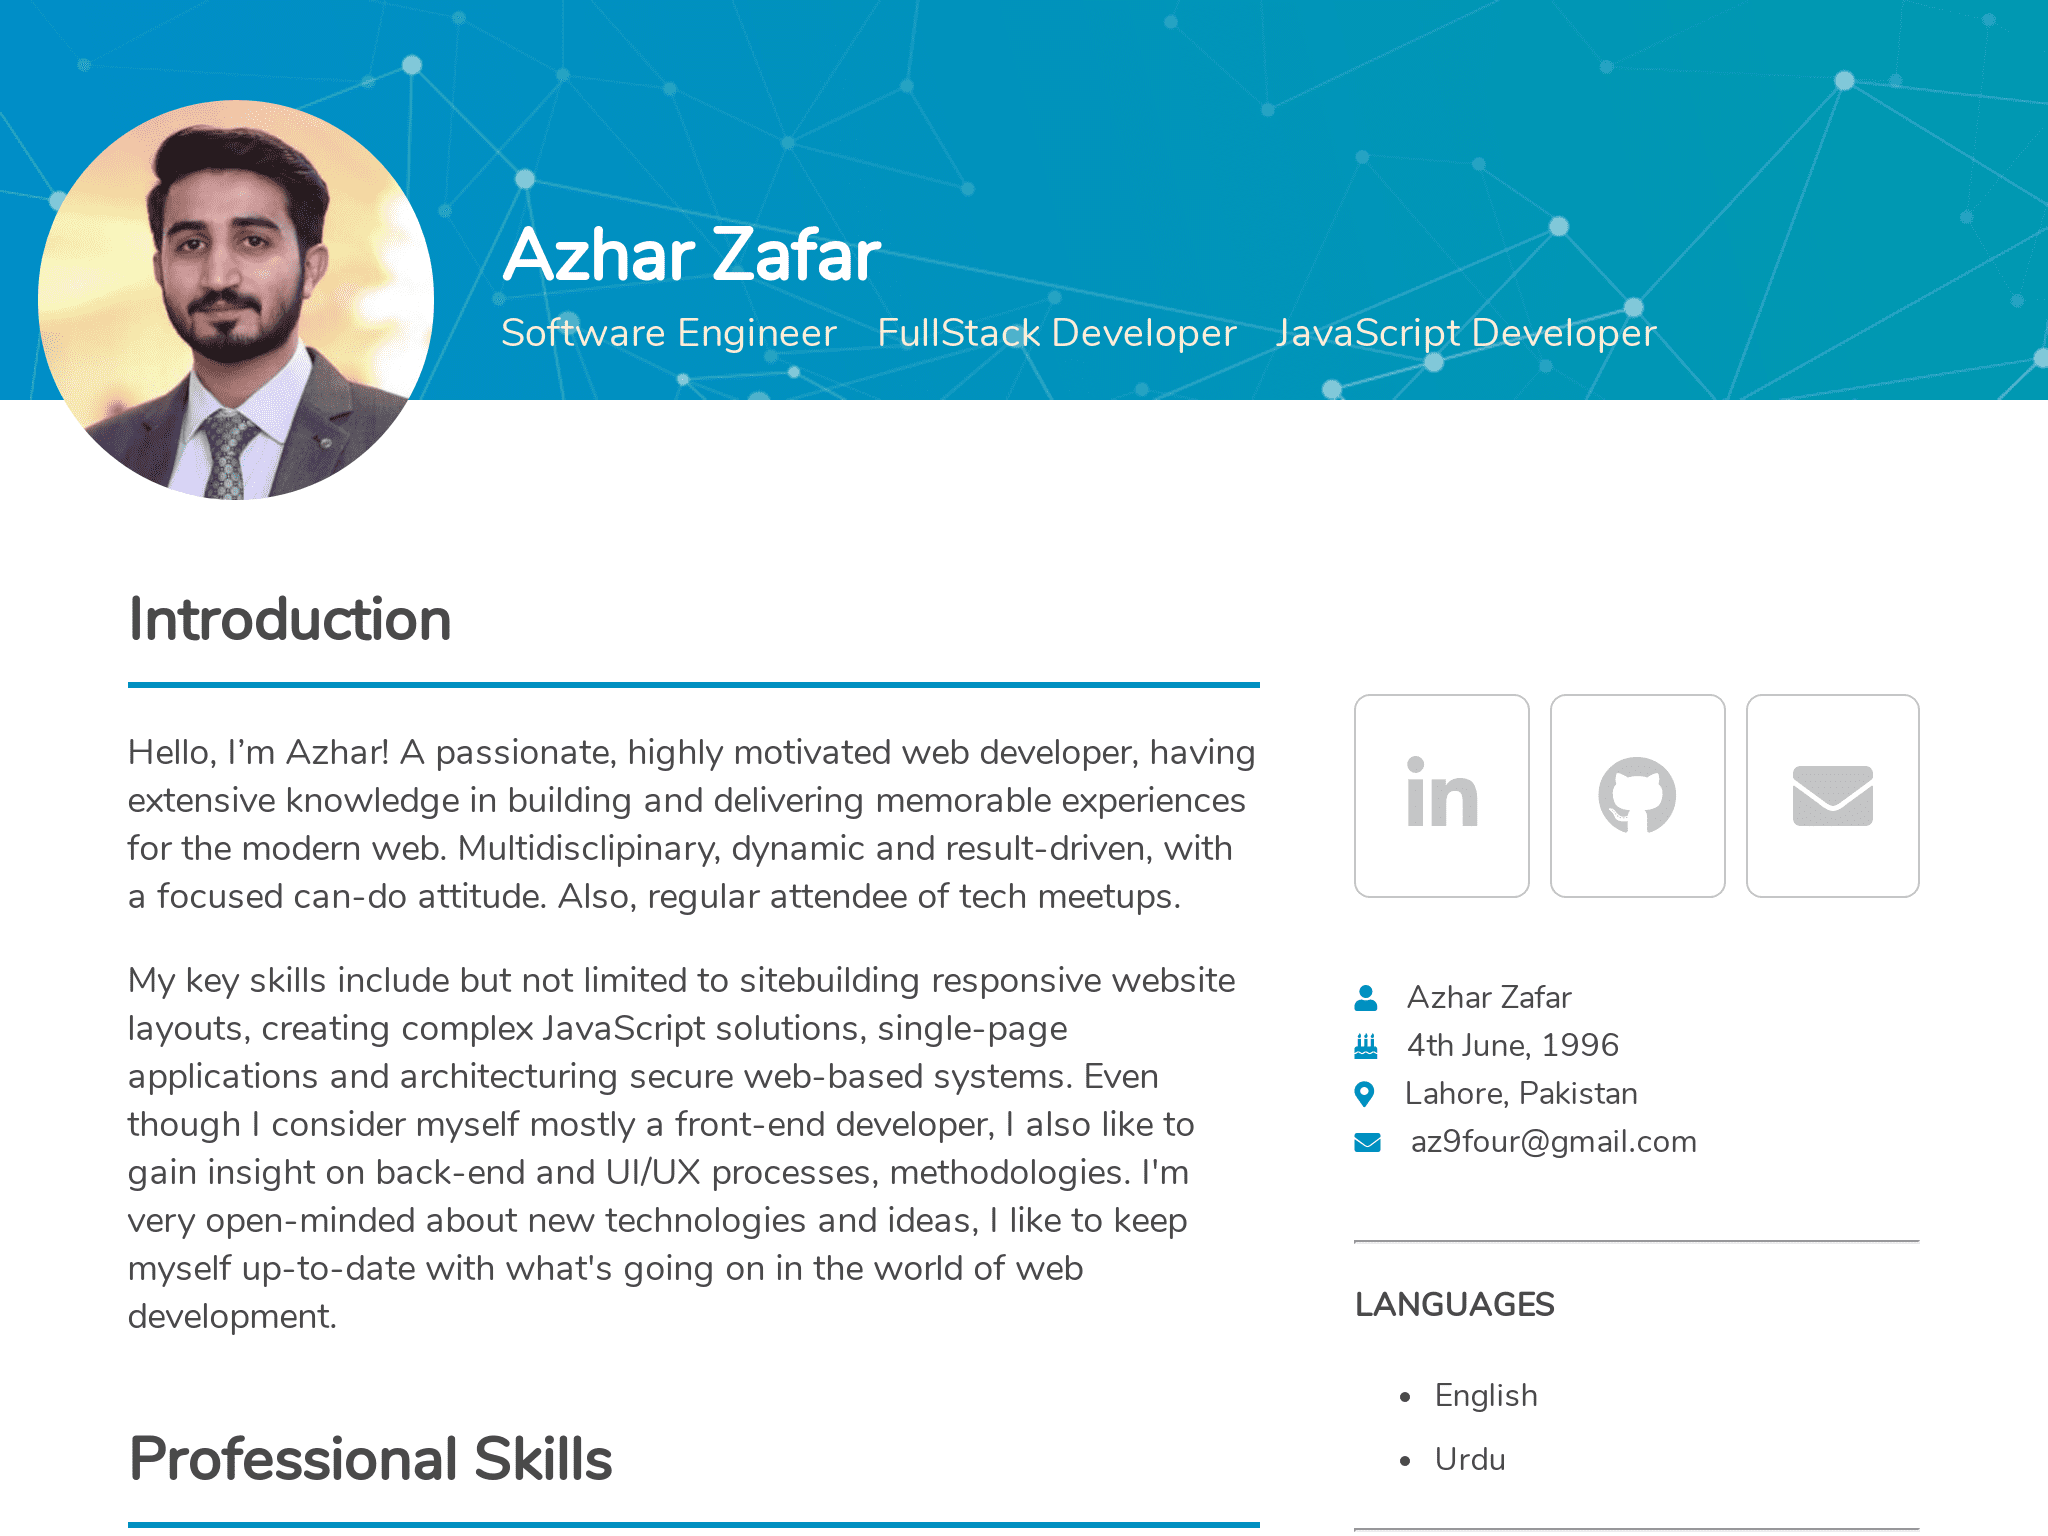 Azhar Zafar
Software Engineer FullStack Developer JavaScript Developer
Introduction
Hello, I’m Azhar! A passionate, highly motivated web developer, having
extensive knowledge in building and delivering memorable experiences
for the modern web. Multidisclipinary, dynamic and result-driven, with
a focused can-do attitude. Also, regular attendee of tech meetups.
My key skills include but not limited to sitebuilding responsive website
layouts, creating complex JavaScript solutions, single-page
applications and architecturing secure web-based systems. Even
though I consider myself mostly a front-end developer, I also like to
gain insight on back-end and UI/UX processes, methodologies. I'm
very open-minded about new technologies and ideas, I like to keep
myself up-to-date with what's going on in the world of web
development.
Professional Skills
in
Azhar Zafar
4th June, 1996
Lahore, Pakistan
az9four@gmail.com
LANGUAGES
• English
• Urdu